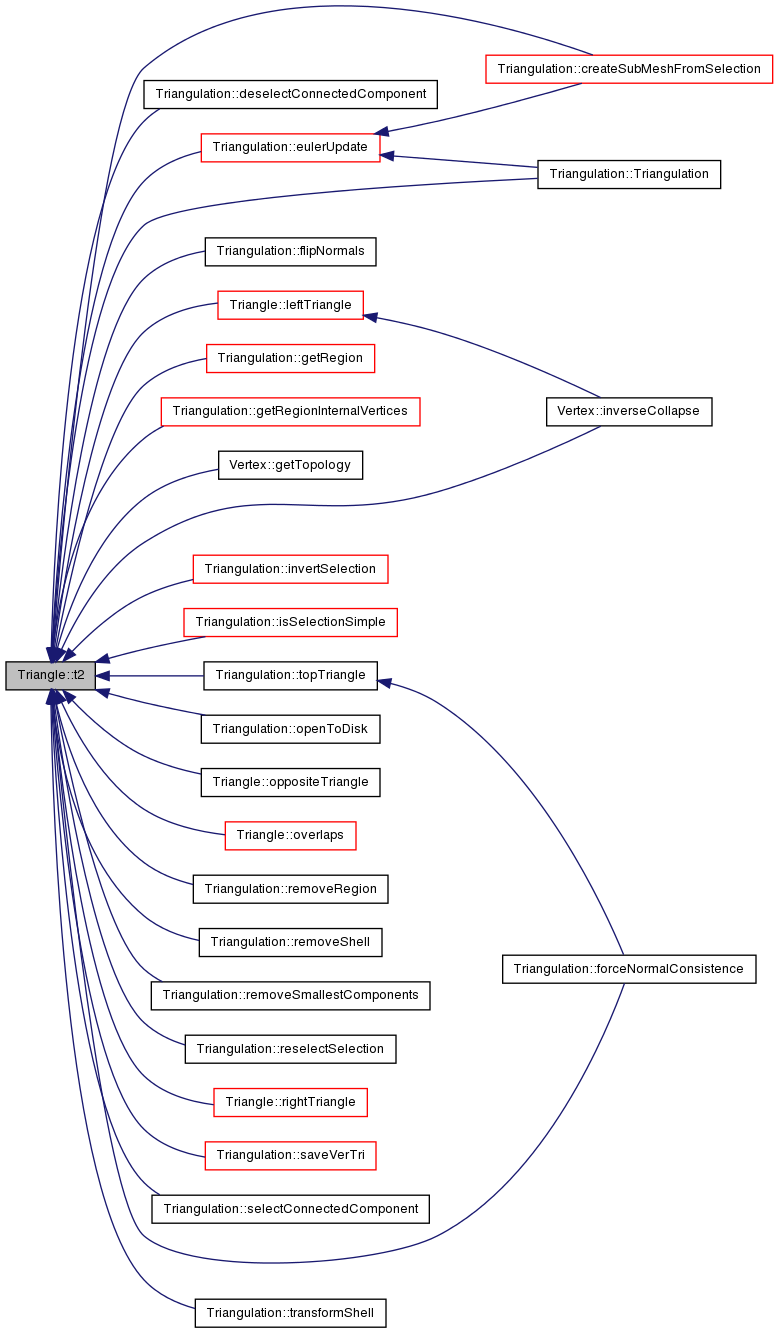 Triangulation::createSubMeshFromSelection
Triangulation::deselectConnectedComponent
Triangulation::eulerUpdate
Triangulation::Triangulation
Triangulation::flipNormals
Triangle::leftTriangle
Triangulation::getRegion
Triangulation::getRegionInternalVertices
Vertex::inverseCollapse
Vertex::getTopology
Triangulation::invertSelection
Triangulation::isSelectionSimple
Triangle::t2
Triangulation::topTriangle
Triangulation::openToDisk
Triangle::oppositeTriangle
Triangle::overlaps
Triangulation::removeRegion
Triangulation::removeShell
Triangulation::forceNormalConsistence
Triangulation::removeSmallestComponents
Triangulation::reselectSelection
Triangle::rightTriangle
Triangulation::saveVerTri
Triangulation::selectConnectedComponent
Triangulation::transformShell